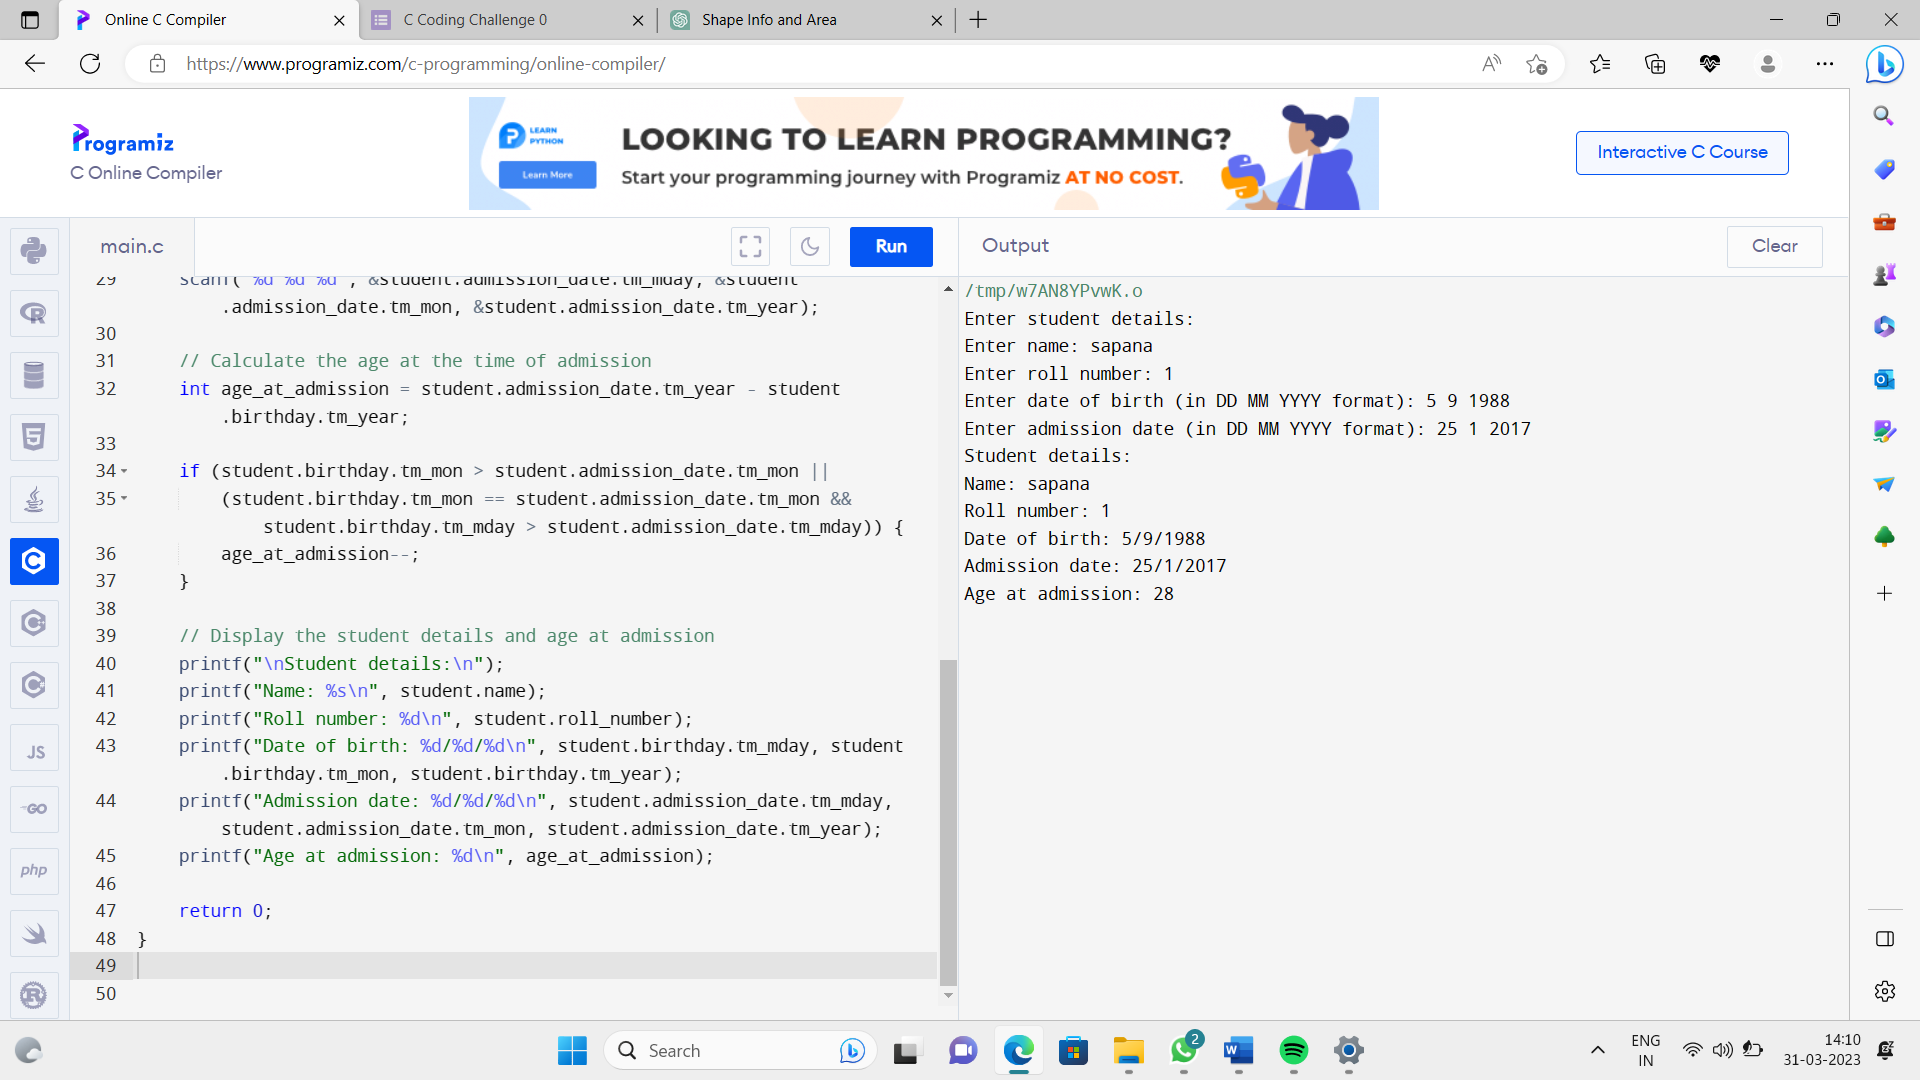 Online C Compiler
C Coding Challenge 0
Shape Info and Area
https://www.programiz.com/c-programming/online-compiler/
Programiz
C Online Compiler
LEARN
PYTHON
Learn More
LOOKING TO LEARN PROGRAMMING?
Start your programming journey with Programiz AT NO COST.
Interactive C Course
main.c
Run
Output
Clear
29 scanf("%d %d %d", &student.admission_date.tm_mday, &student
.admission_date.tm_mon, &student.admission_date.tm_year);
30
31 // Calculate the age at the time of admission
32 int age_at_admission = student.admission_date.tm_year - student
.birthday.tm_year;
33
34 if (student.birthday.tm_mon > student.admission_date.tm_mon ||
35 (student.birthday.tm_mon == student.admission_date.tm_mon &&
student.birthday.tm_mday > student.admission_date.tm_mday)) {
36 age_at_admission--;
37 }
38
39 // Display the student details and age at admission
40 printf("\nStudent details:\n");
41 printf("Name: %s\n", student.name);
42 printf("Roll number: %d\n", student.roll_number);
43 printf("Date of birth: %d/%d/%d\n", student.birthday.tm_mday, student
.birthday.tm_mon, student.birthday.tm_year);
44 printf("Admission date: %d/%d/%d\n", student.admission_date.tm_mday,
student.admission_date.tm_mon, student.admission_date.tm_year);
45 printf("Age at admission: %d\n", age_at_admission);
46
47 return 0;
48 }
49
50
/tmp/w7AN8YPvwK.o
Enter student details:
Enter name: sapana
Enter roll number: 1
Enter date of birth (in DD MM YYYY format): 5 9 1988
Enter admission date (in DD MM YYYY format): 25 1 2017
Student details:
Name: sapana
Roll number: 1
Date of birth: 5/9/1988
Admission date: 25/1/2017
Age at admission: 28
JS
GO
php
Search
2
ENG
IN
14:10
31-03-2023